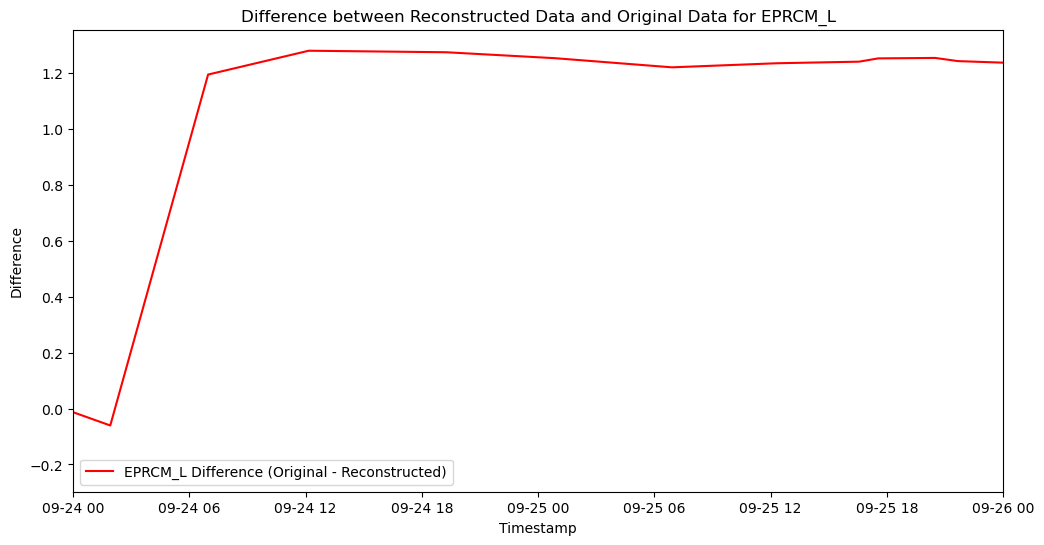 Difference between Reconstructed Data and Original Data for EPRCM_L
Difference
1.2
1.0
0.8
0.6
0.4
0.2
0.0
−0.2
EPRCM_L Difference (Original - Reconstructed)
09-24 00 09-24 06 09-24 12 09-24 18 09-25 00 09-25 06 09-25 12 09-25 18 09-26 00
Timestamp